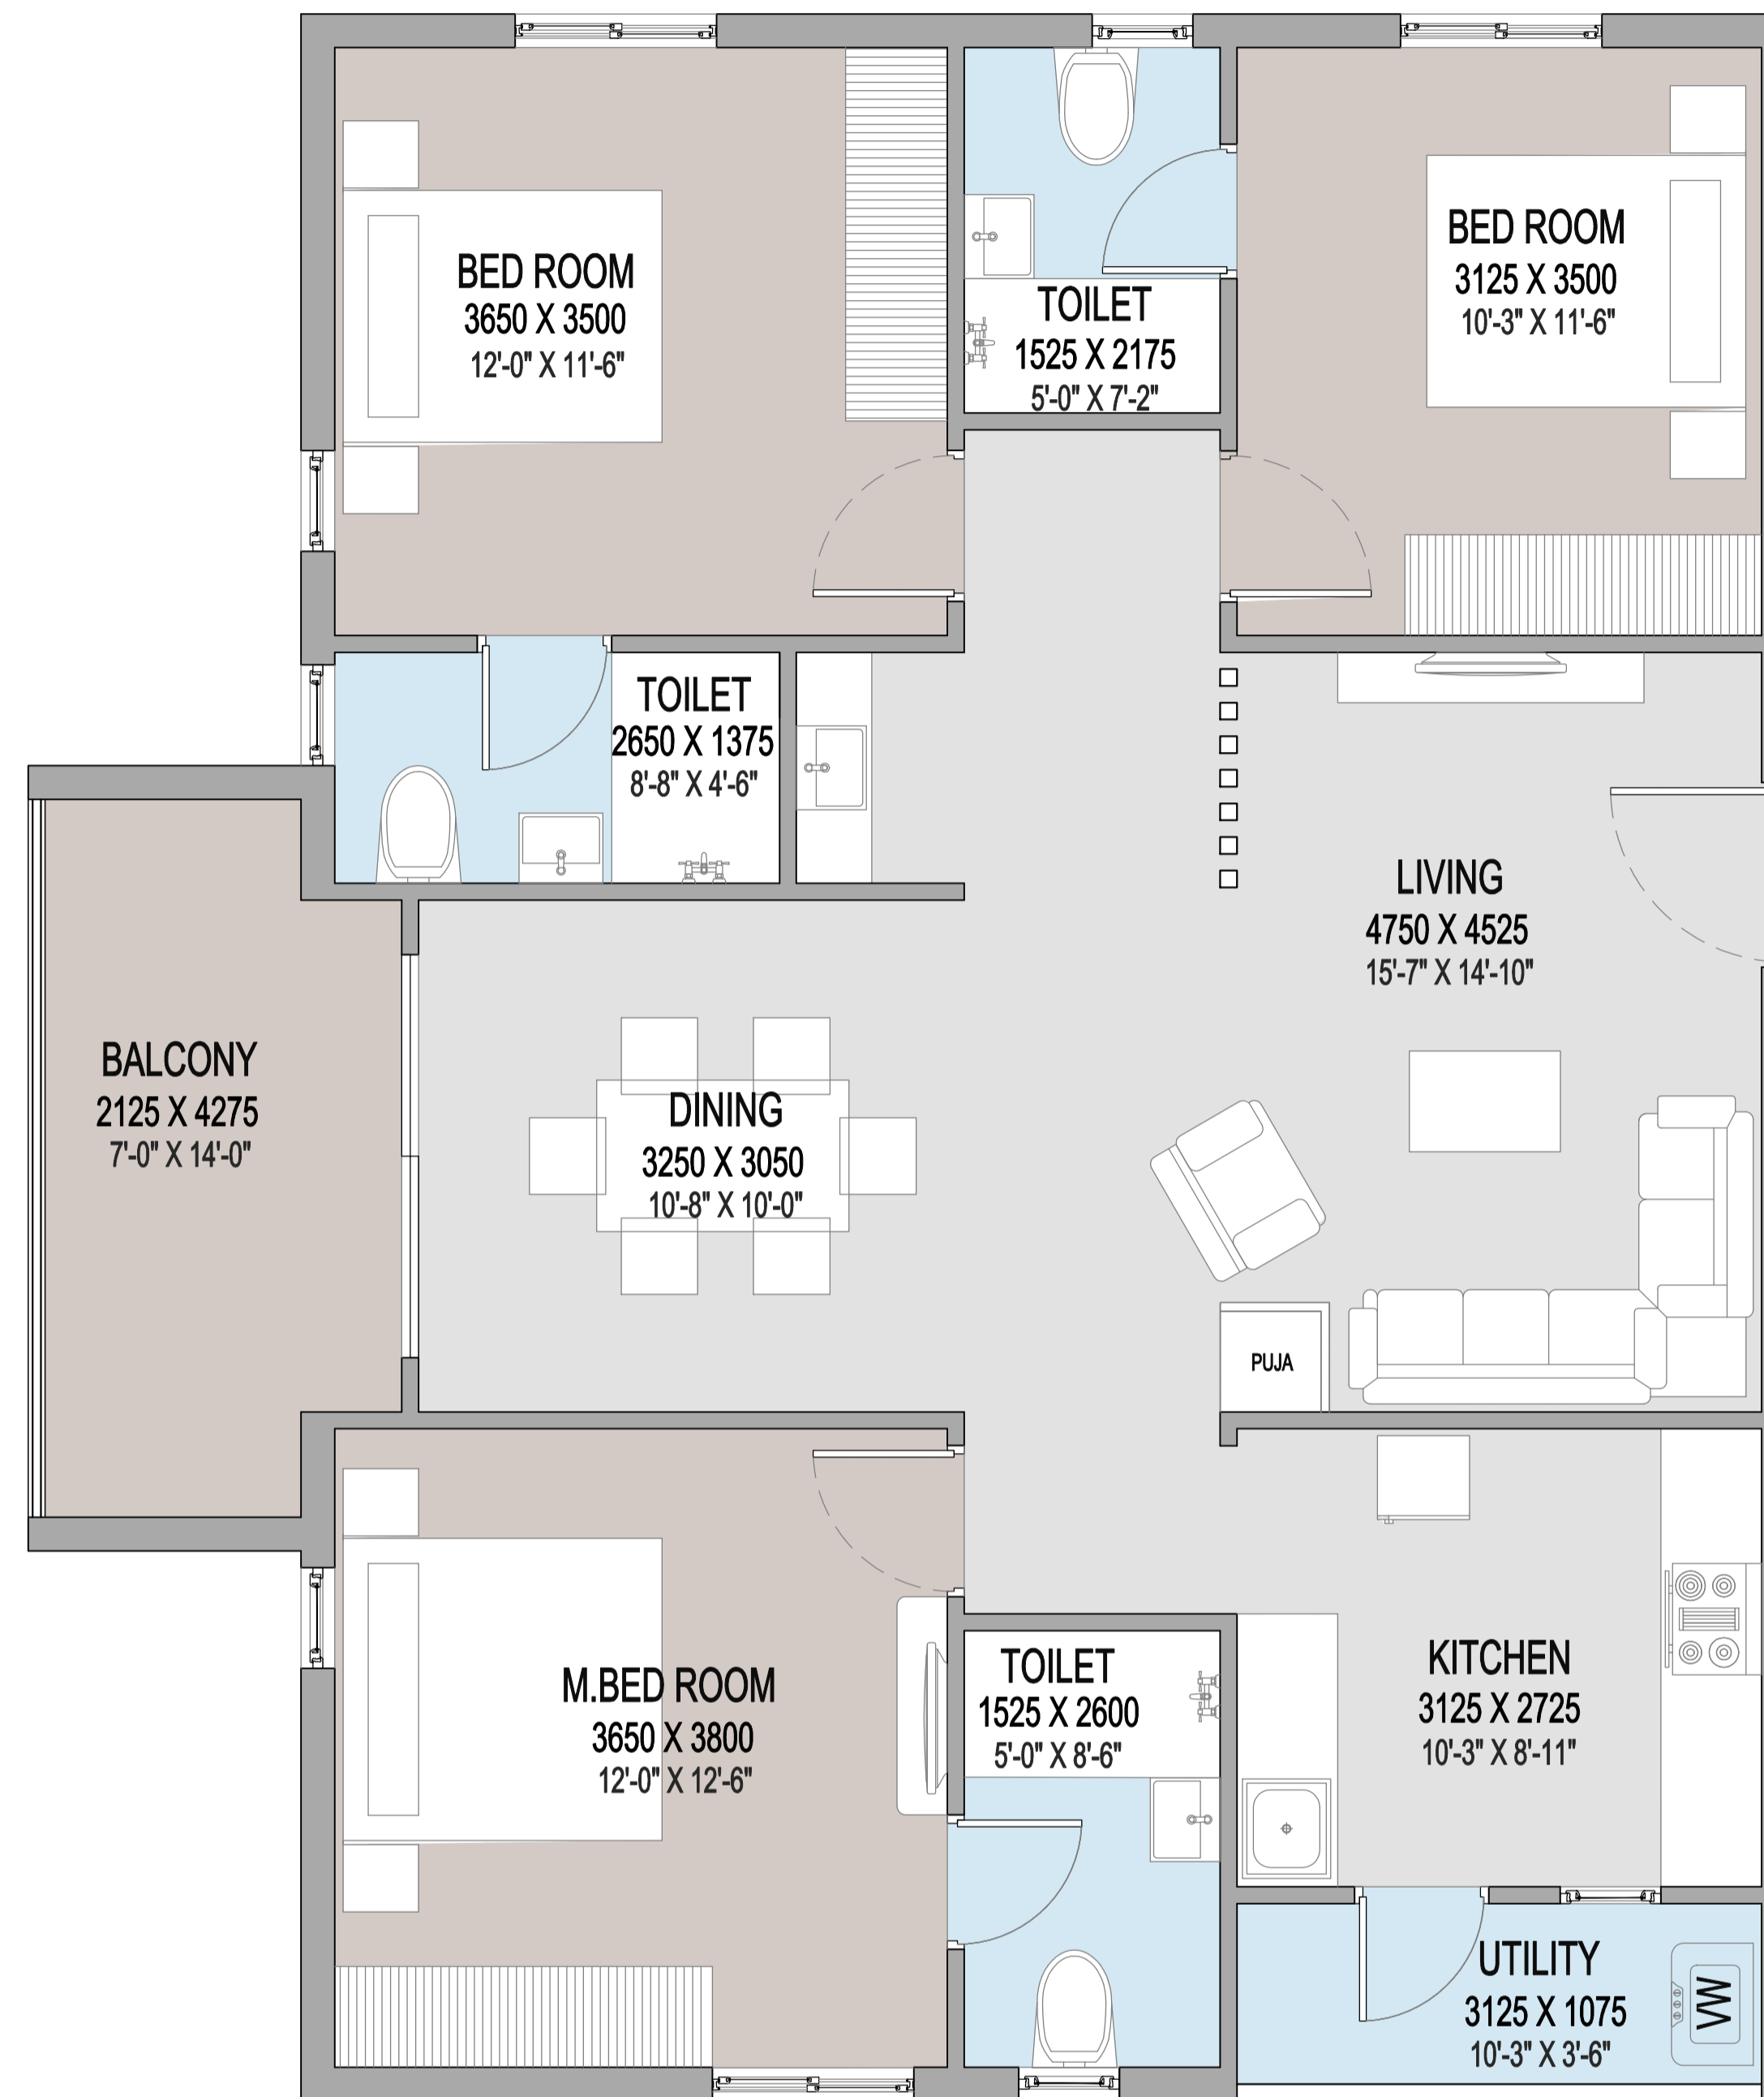 BED ROOM
3650 X 3500
12'-0" X 11'-6"
TOILET
1525 X 2175
5'-0" X 7'-2"
BED ROOM
3125 X 3500
10'-3" X 11'-6"
TOILET
2650 X 1375
8'-8" X 4'-6"
LIVING
4750 X 4525
15'-7" X 14'-10"
BALCONY
2125 X 4275
7'-0" X 14'-0"
DINING
3250 X 3050
10'-8" X 10'-0"
PUJA
M.BED ROOM
3650 X 3800
12'-0" X 12'-6"
TOILET
1525 X 2600
5'-0" X 8'-6"
KITCHEN
3125 X 2725
10'-3" X 8'-11"
UTILITY
3125 X 1075
10'-3" X 3'-6"